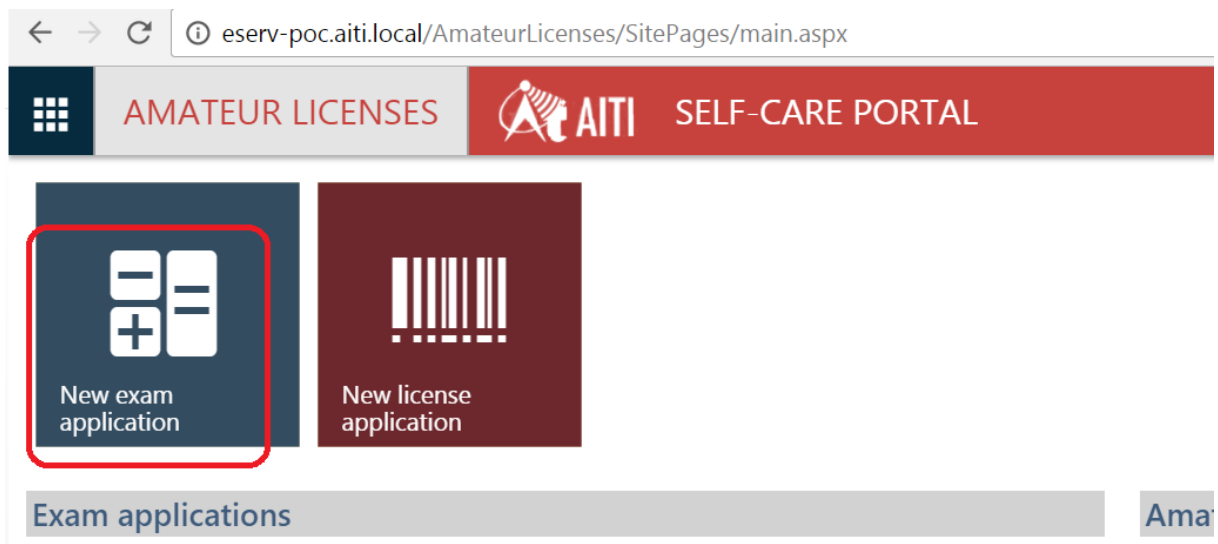 eserv-poc.aiti.local/AmateurLicenses/SitePages/main.aspx
AMATEUR LICENSES AITI SELF-CARE PORTAL
New exam
application
New license
application
Exam applications